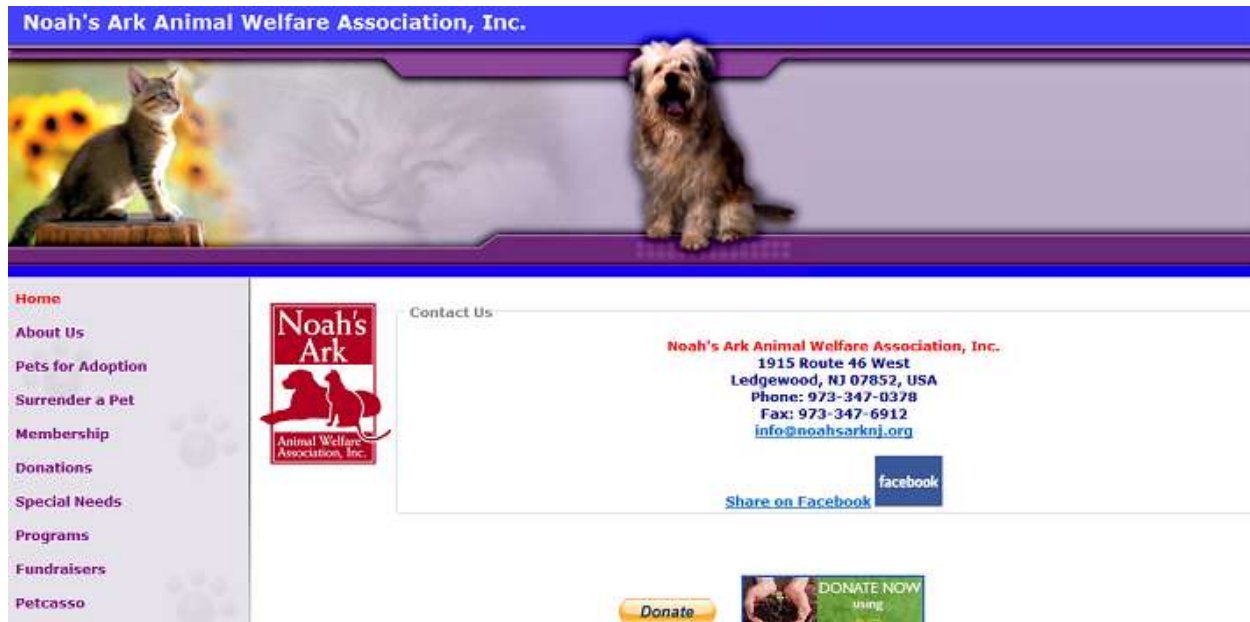 Noah's Ark Animal Welfare Association, Inc.
Home
About Us
Pets for Adoption
Surrender a Pet
Membership
Donations
Special Needs
Programs
Fundraisers
Petcasso
Noah's
Ark
Animal Welfare
Association, Inc.
Contact Us
Noah's Ark Animal Welfare Association, Inc.
1915 Route 46 West
Ledgewood, NJ 07852, USA
Phone: 973-347-0378
Fax: 973-347-6912
info@noahsarknj.org
Share on Facebook
facebook
Donate
DONATE NOW
using